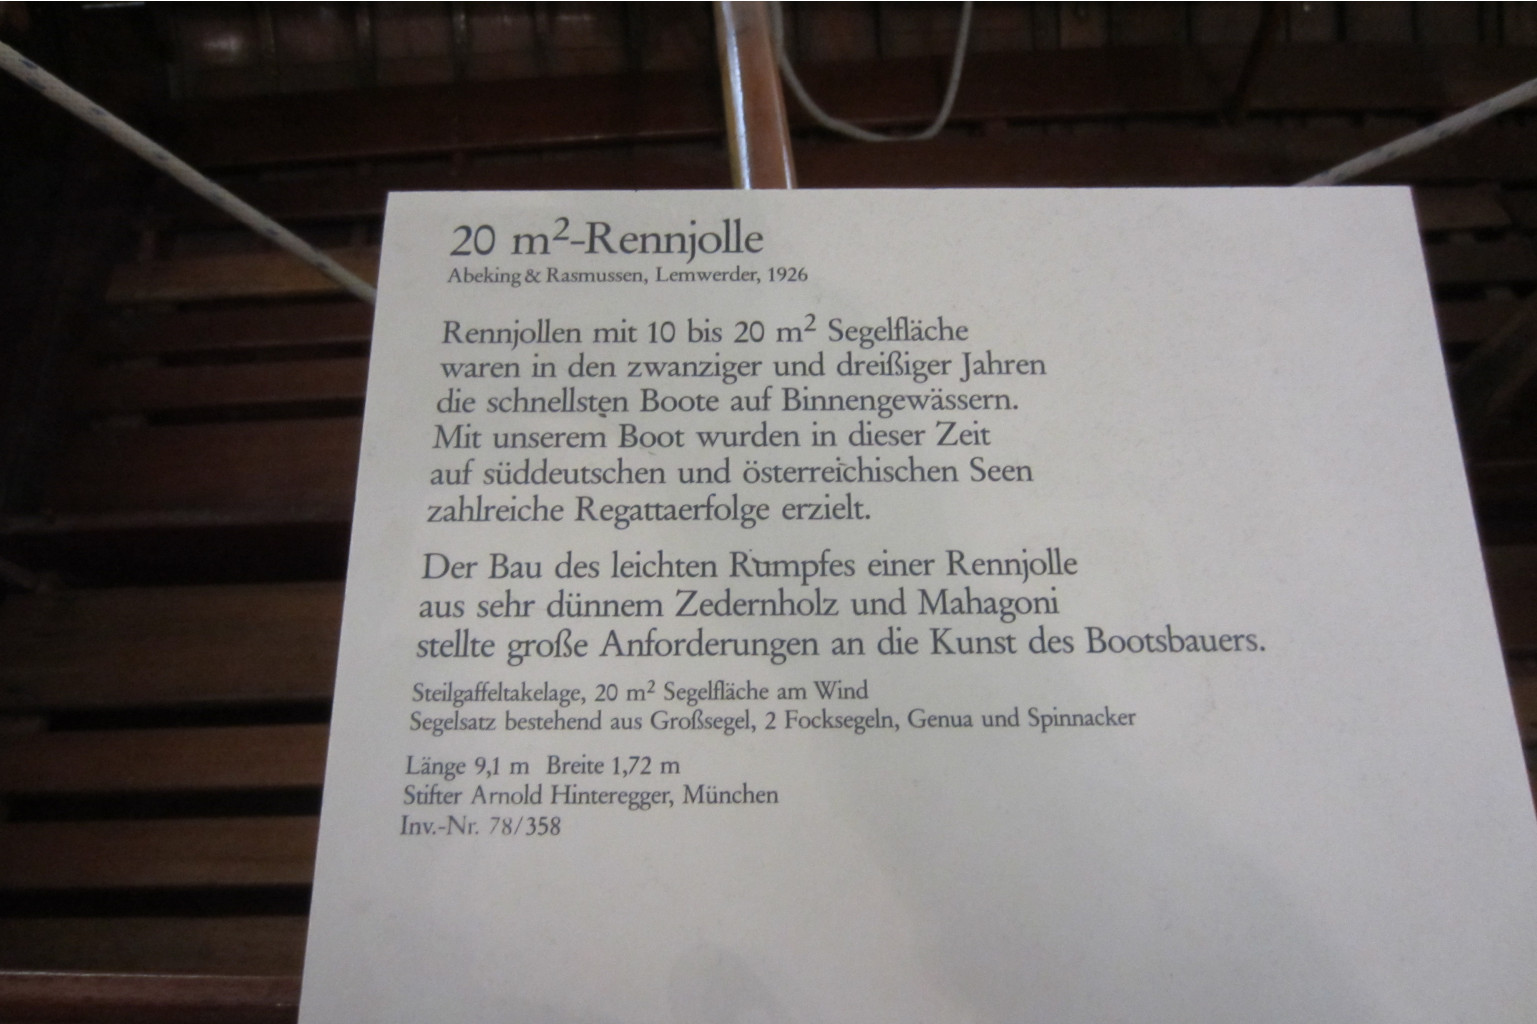 20 m²-Rennjolle
Abeking & Rasmussen, Lemwerder, 1926
Rennjollen mit 10 bis 20 m² Segelfläche
waren in den zwanziger und dreißiger Jahren
die schnellsten Boote auf Binnengewässern.
Mit unserem Boot wurden in dieser Zeit
auf süddeutschen und österreichischen Seen
zahlreiche Regattaerfolge erzielt.
Der Bau des leichten Rumpfes einer Rennjolle
aus sehr dünnem Zedernholz und Mahagoni
stellte große Anforderungen an die Kunst des Bootsbauers.
Steilgaffeltakelage, 20 m² Segelfläche am Wind
Segelsatz bestehend aus Großsegel, 2 Focksegeln, Genua und Spinnacker
Länge 9,1 m Breite 1,72 m
Stifter Arnold Hinteregger, München
Inv.-Nr. 78/358